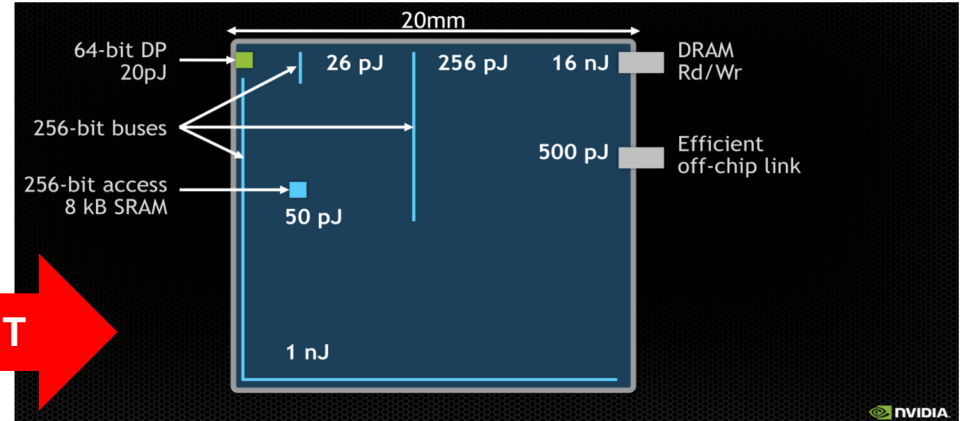 20mm
64-bit DP
20pJ
26 pJ
256 pJ
16 nJ
DRAM
Rd/Wr
256-bit buses
500 pJ
Efficient
off-chip link
256-bit access
8 kB SRAM
50 pJ
T
1 nJ
NVIDIA.